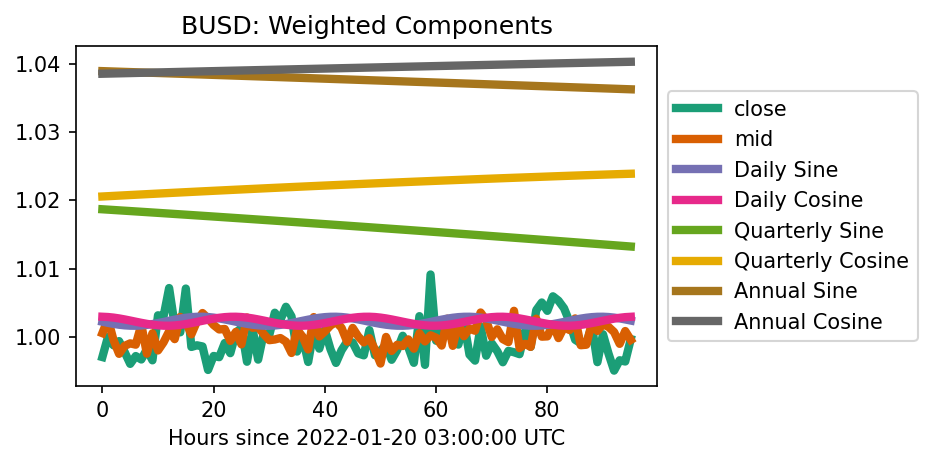 BUSD: Weighted Components
1.04
1.03
1.02
1.01
1.00
0
20
40
60
80
Hours since 2022-01-20 03:00:00 UTC
close
mid
Daily Sine
Daily Cosine
Quarterly Sine
Quarterly Cosine
Annual Sine
Annual Cosine